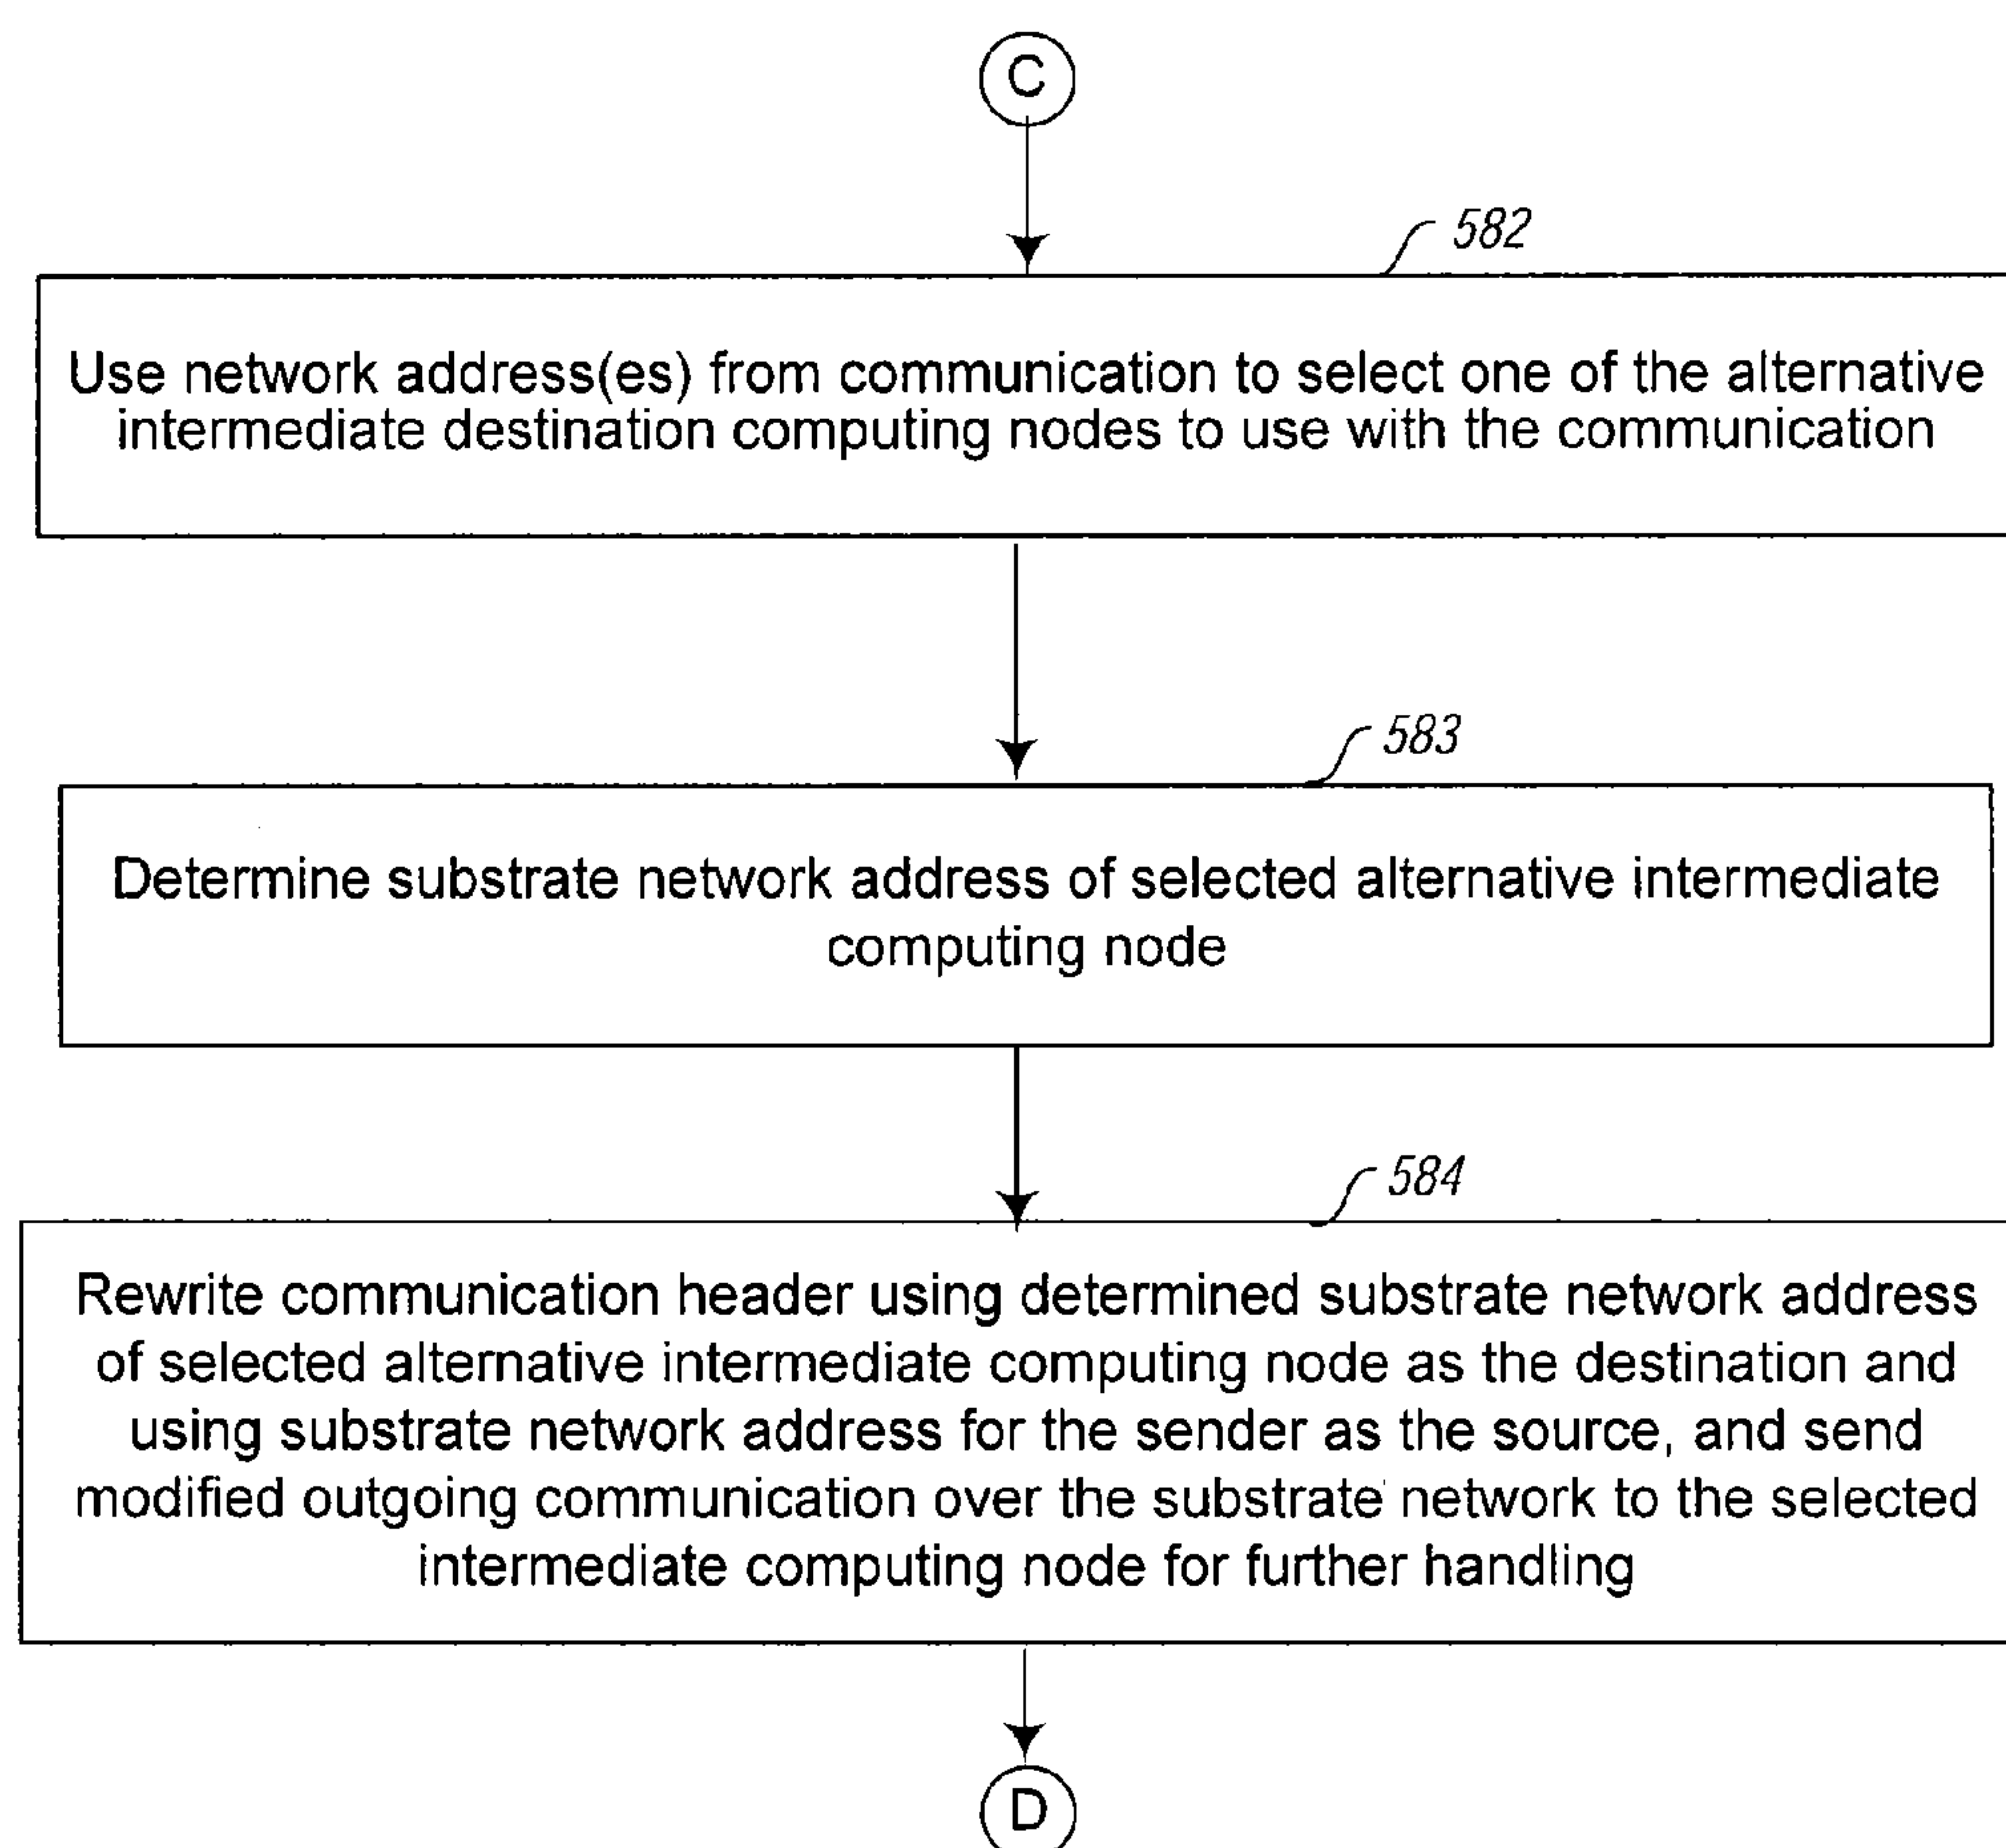 C
582
Use network address(es) from communication to select one of the alternative
intermediate destination computing nodes to use with the communication
583
Determine substrate network address of selected alternative intermediate
computing node
584
Rewrite communication header using determined substrate network address
of selected alternative intermediate computing node as the destination and
using substrate network address for the sender as the source, and send
modified outgoing communication over the substrate network to the selected
intermediate computing node for further handling
D